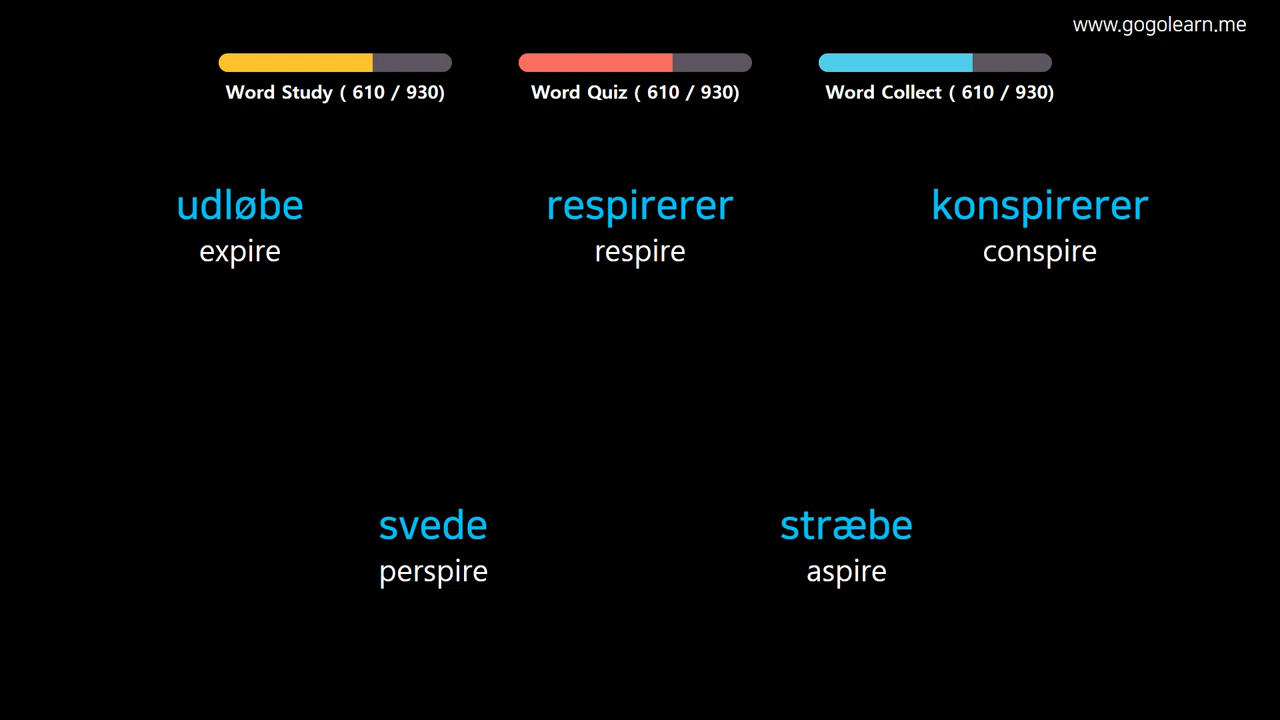 www.gogolearn.me
Word Study ( 610 / 930)
Word Quiz ( 610 / 930)
Word Collect ( 610 / 930)
udløbe
expire
respirerer
respire
konspirerer
conspire
svede
perspire
stræbe
aspire